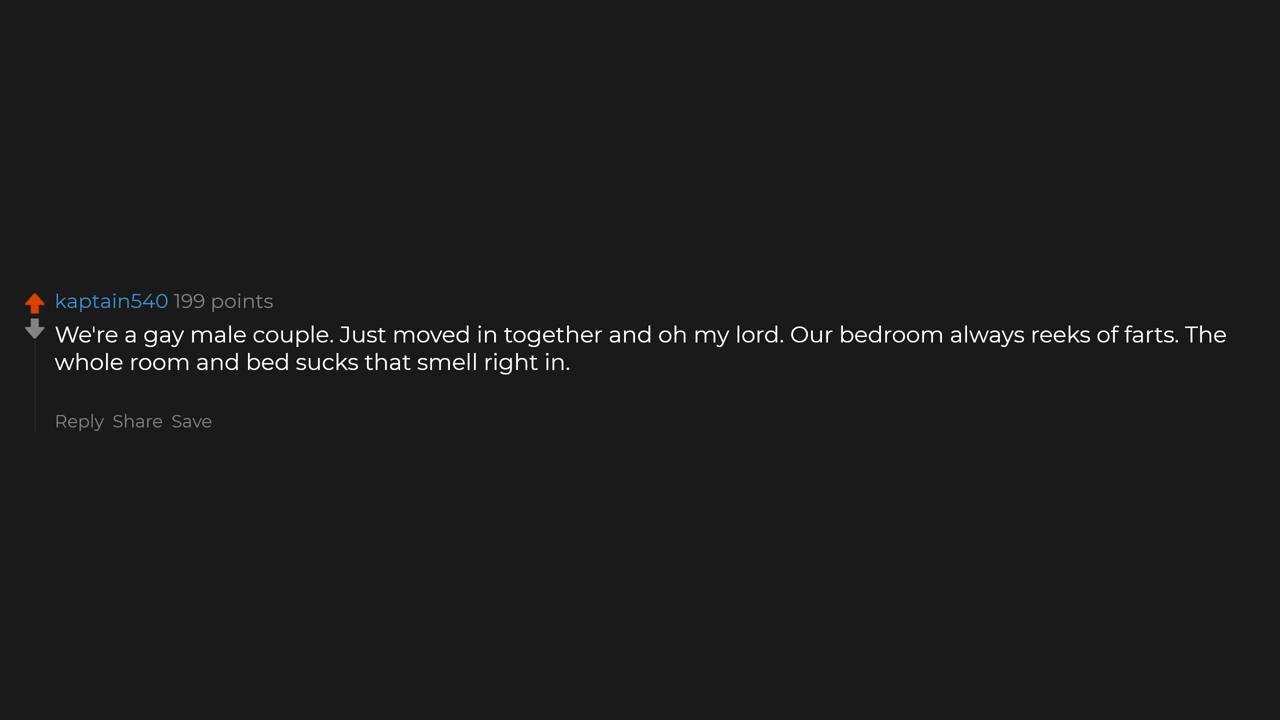 kaptain540 199 points
We're a gay male couple. Just moved in together and oh my lord. Our bedroom always reeks of farts. The
whole room and bed sucks that smell right in.
Reply Share Save